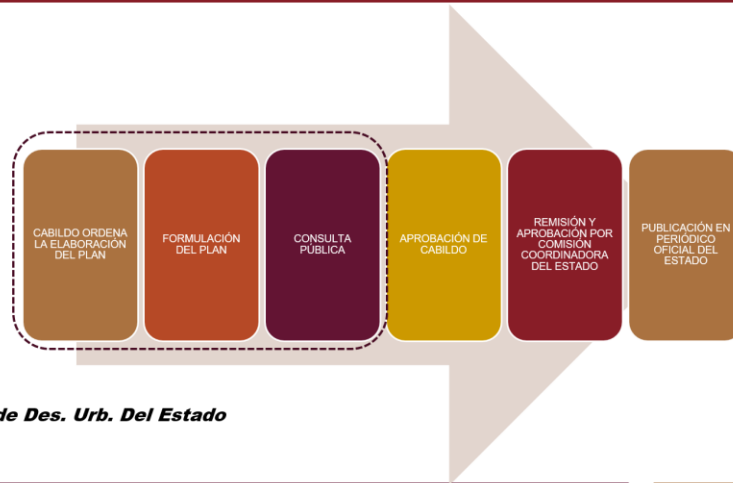 CABILDO ORDENA
LA ELABORACIÓN
DEL PLAN
FORMULACIÓN
DEL PLAN
CONSULTA
PÚBLICA
APROBACIÓN DE
CABILDO
REMISIÓN Y
APROBACIÓN POR
COMISIÓN
COORDINADORA
DEL ESTADO
PUBLICACIÓN EN
PERIÓDICO
OFICIAL DEL
ESTADO
de Des. Urb. Del Estado